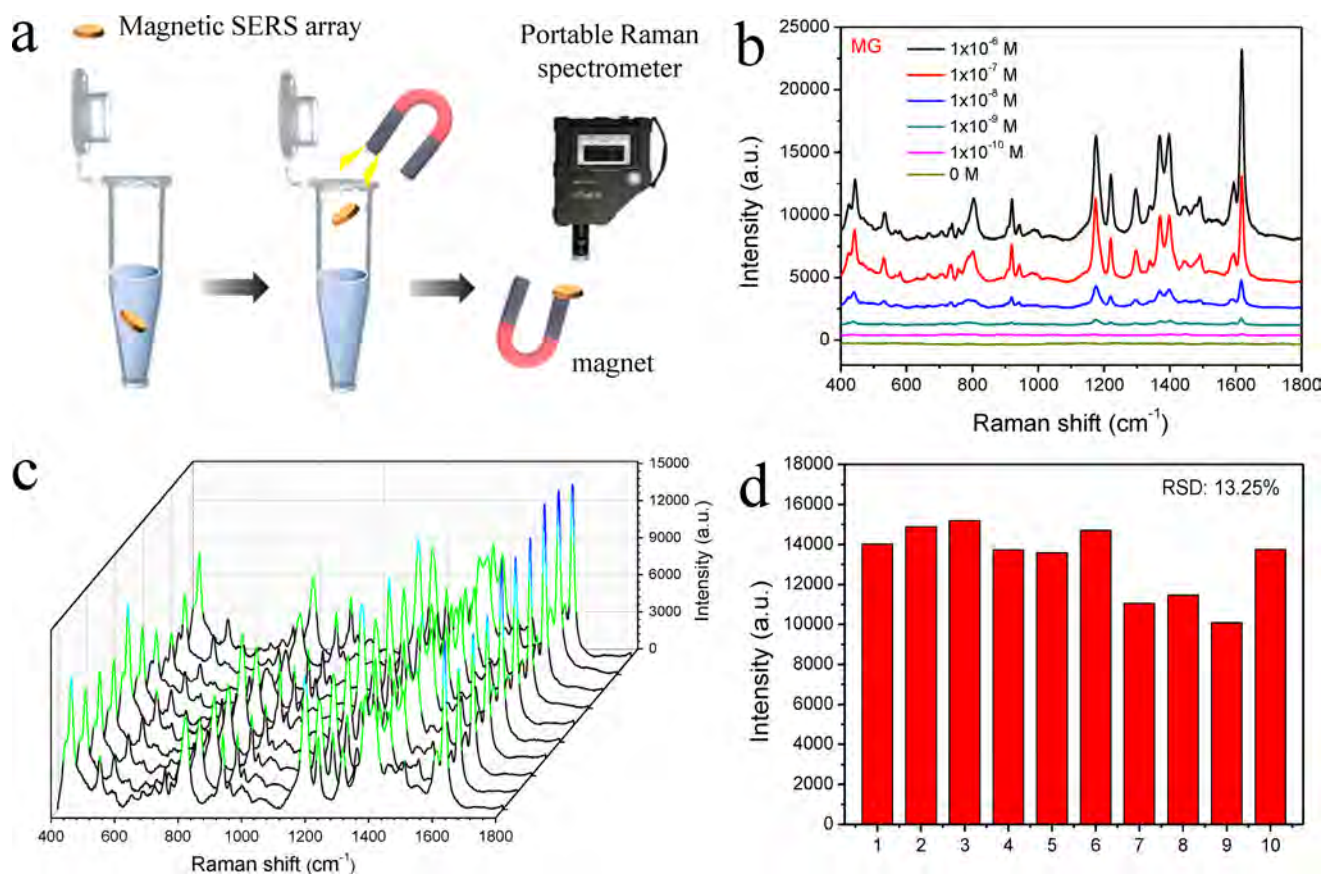 a
Magnetic SERS array
Portable Raman
spectrometer
magnet
b
MG
1x10⁻⁶ M
1x10⁻⁷ M
1x10⁻⁸ M
1x10⁻⁹ M
1x10⁻¹⁰ M
0 M
Intensity (a.u.)
25000
20000
15000
10000
5000
0
400 600 800 1000 1200 1400 1600 1800
Raman shift (cm⁻¹)
c
15000
12000
9000
6000
3000
0
Intensity (a.u.)
400 600 800 1000 1200 1400 1600 1800
Raman shift (cm⁻¹)
d
RSD: 13.25%
Intensity (a.u.)
18000
16000
14000
12000
10000
8000
6000
4000
2000
0
1 2 3 4 5 6 7 8 9 10